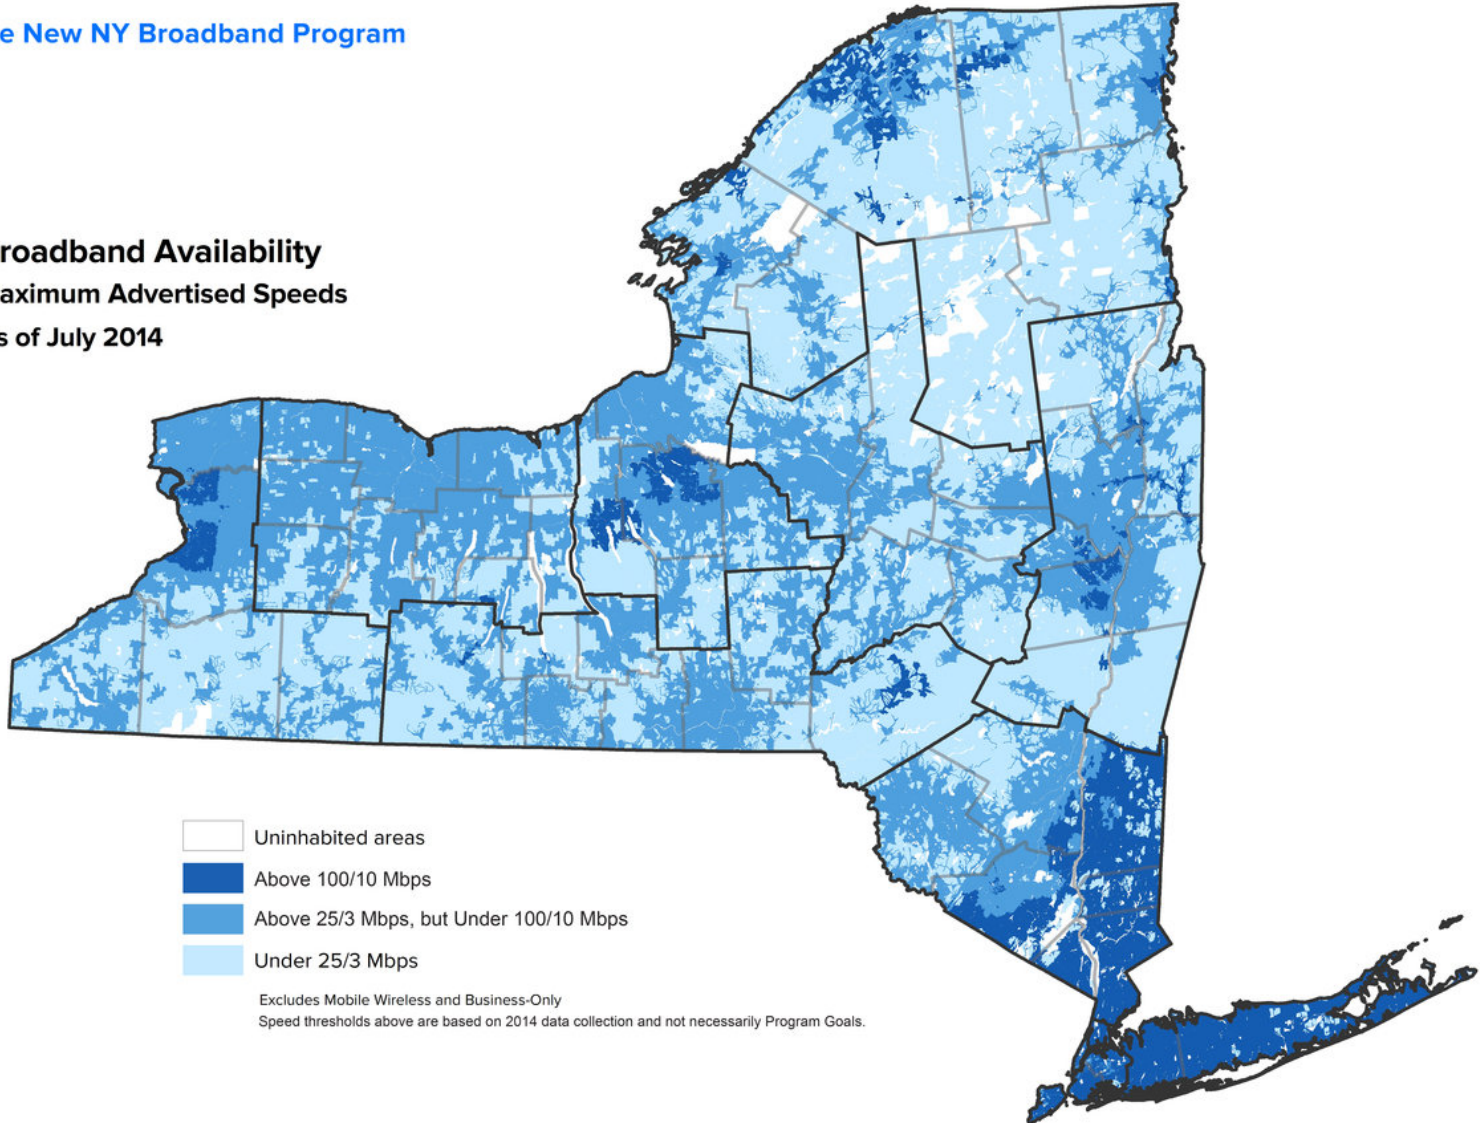 e New NY Broadband Program
roadband Availability
aximum Advertised Speeds
s of July 2014
Uninhabited areas
Above 100/10 Mbps
Above 25/3 Mbps, but Under 100/10 Mbps
Under 25/3 Mbps
Excludes Mobile Wireless and Business-Only
Speed thresholds above are based on 2014 data collection and not necessarily Program Goals.